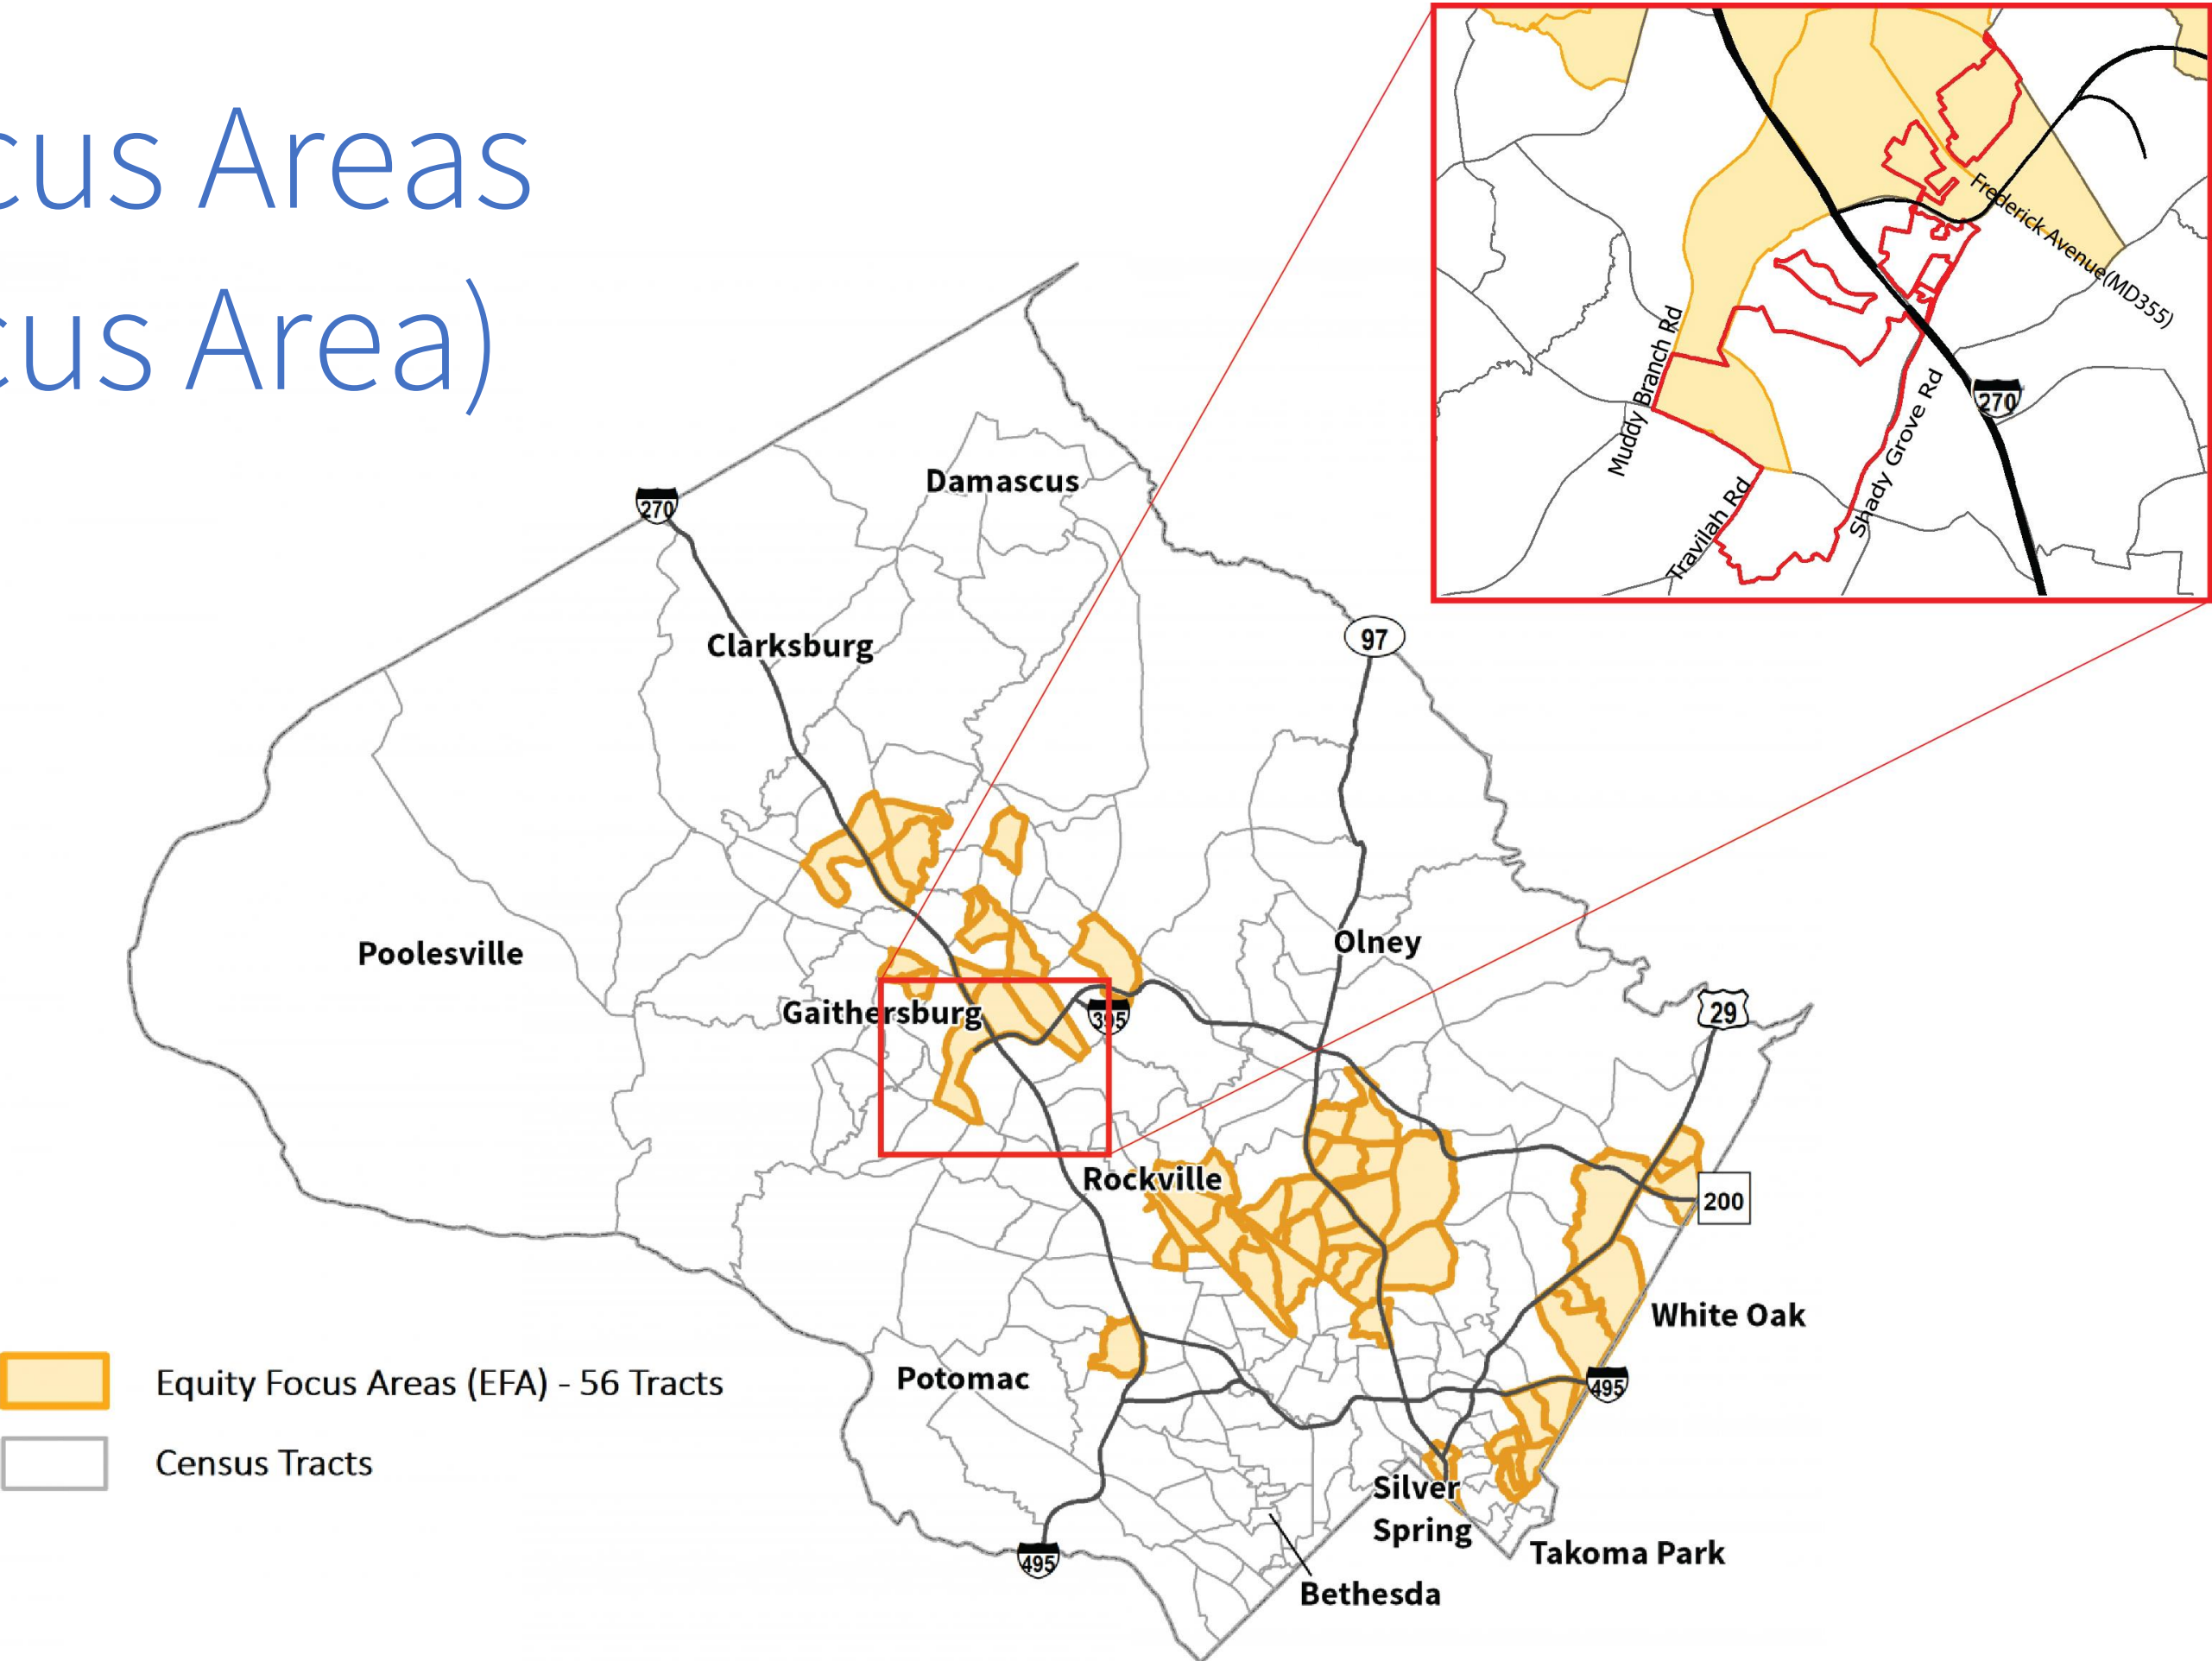 cus Areas
cus Area)
Frederick Avenue(MD355)
Muddy Branch Rd
270
Shady Grove Rd
Travilah Rd
Damascus
270
Clarksburg
97
Poolesville
Olney
Gaithersburg
395
29
Rockville
200
White Oak
Potomac
495
Equity Focus Areas (EFA) - 56 Tracts
Census Tracts
Silver
Spring
Takoma Park
495
Bethesda